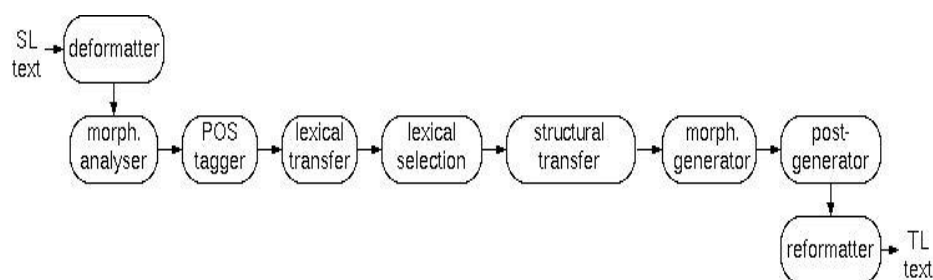 SL
text
deformatter
morph.
analyser
POS
tagger
lexical
transfer
lexical
selection
structural
transfer
morph.
generator
post-
generator
reformatter
TL
text